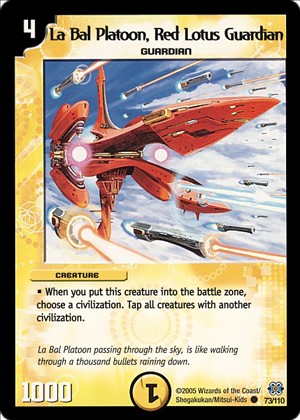 4
La Bal Platoon, Red Lotus Guardian
GUARDIAN
CREATURE
▪ When you put this creature into the battle zone,
choose a civilization. Tap all creatures with another
civilization.
La Bal Platoon passing through the sky, is like walking
through a thousand bullets raining down.
1000
1
©2005 Wizards of the Coast/
Shogakukan/Mitsui-Kids
73/110